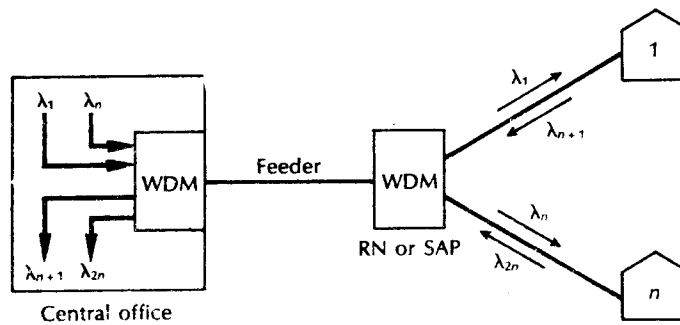 λ1 λn
WDM
λn+1 λ2n
Central office
Feeder
WDM
RN or SAP
λ1
λn+1
1
λn
λ2n
n